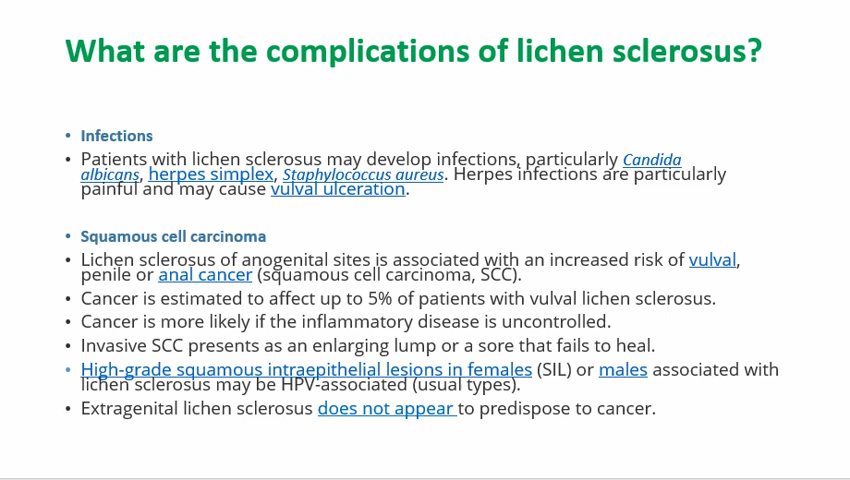 What are the complications of lichen sclerosus?
• Infections
• Patients with lichen sclerosus may develop infections, particularly Candida
albicans, herpes simplex, Staphylococcus aureus. Herpes infections are particularly
painful and may cause vulval ulceration.
• Squamous cell carcinoma
• Lichen sclerosus of anogenital sites is associated with an increased risk of vulval,
penile or anal cancer (squamous cell carcinoma, SCC).
• Cancer is estimated to affect up to 5% of patients with vulval lichen sclerosus.
• Cancer is more likely if the inflammatory disease is uncontrolled.
• Invasive SCC presents as an enlarging lump or a sore that fails to heal.
• High-grade squamous intraepithelial lesions in females (SIL) or males associated with
lichen sclerosus may be HPV-associated (usual types).
• Extragenital lichen sclerosus does not appear to predispose to cancer.